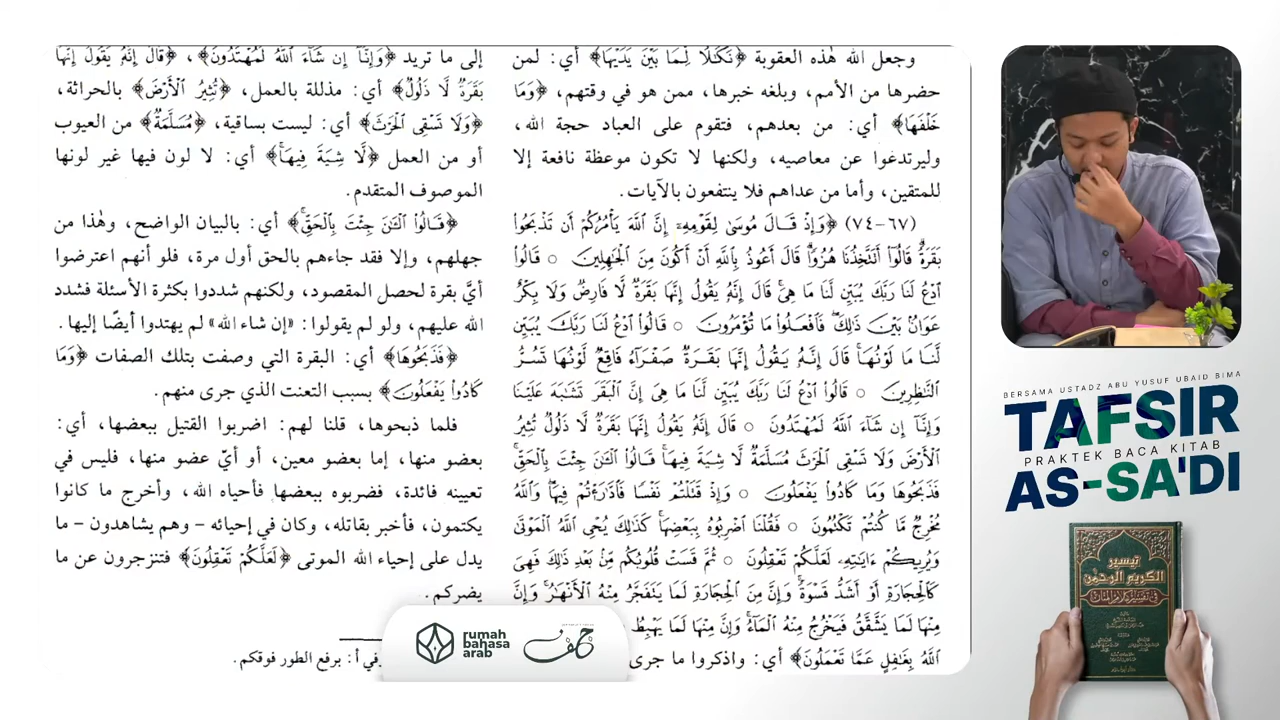 وجعل الله هذه العقوبة ﴿نَكَٰلًا لِّمَا بَيْنَ يَدَيْهَا﴾ أي: لمن
حضرها من الأمم، وبلغه خبرها، ممن هو في وقتهم، ﴿وَمَا
خَلْفَهَا﴾ أي: من بعدهم، فتقوم على العباد حجة الله،
وليرتدعوا عن معاصيه، ولكنها لا تكون موعظة نافعة إلا
للمتقين، وأما من عداهم فلا ينتفعون بالآيات.
(٦٧-٧٤) ﴿وَإِذْ قَالَ مُوسَىٰ لِقَوْمِهِۦٓ إِنَّ ٱللَّهَ يَأْمُرُكُمْ أَن تَذْبَحُوا۟
بَقَرَةً ۖ قَالُوٓا۟ أَتَتَّخِذُنَا هُزُوًا ۖ قَالَ أَعُوذُ بِٱللَّهِ أَنْ أَكُونَ مِنَ ٱلْجَٰهِلِينَ ○ قَالُوا۟
ٱدْعُ لَنَا رَبَّكَ يُبَيِّن لَّنَا مَا هِىَ ۚ قَالَ إِنَّهُۥ يَقُولُ إِنَّهَا بَقَرَةٌ لَّا فَارِضٌ وَلَا بِكْرٌ
عَوَانٌۢ بَيْنَ ذَٰلِكَ ۖ فَٱفْعَلُوا۟ مَا تُؤْمَرُونَ ○ قَالُوا۟ ٱدْعُ لَنَا رَبَّكَ يُبَيِّن
لَّنَا مَا لَوْنُهَا ۚ قَالَ إِنَّهُۥ يَقُولُ إِنَّهَا بَقَرَةٌ صَفْرَآءُ فَاقِعٌ لَّوْنُهَا تَسُرُّ
ٱلنَّٰظِرِينَ ○ قَالُوا۟ ٱدْعُ لَنَا رَبَّكَ يُبَيِّن لَّنَا مَا هِىَ إِنَّ ٱلْبَقَرَ تَشَٰبَهَ عَلَيْنَا
وَإِنَّآ إِن شَآءَ ٱللَّهُ لَمُهْتَدُونَ ○ قَالَ إِنَّهُۥ يَقُولُ إِنَّهَا بَقَرَةٌ لَّا ذَلُولٌ تُثِيرُ
ٱلْأَرْضَ وَلَا تَسْقِى ٱلْحَرْثَ مُسَلَّمَةٌ لَّا شِيَةَ فِيهَا ۚ قَالُوا۟ ٱلْـَٰٔنَ جِئْتَ بِٱلْحَقِّ ۚ
فَذَبَحُوهَا وَمَا كَادُوا۟ يَفْعَلُونَ ○ وَإِذْ قَتَلْتُمْ نَفْسًا فَٱدَّٰرَْٰٔتُمْ فِيهَا ۖ وَٱللَّهُ
مُخْرِجٌ مَّا كُنتُمْ تَكْتُمُونَ ○ فَقُلْنَا ٱضْرِبُوهُ بِبَعْضِهَا ۚ كَذَٰلِكَ يُحْىِ ٱللَّهُ ٱلْمَوْتَىٰ
وَيُرِيكُمْ ءَايَٰتِهِۦ لَعَلَّكُمْ تَعْقِلُونَ ○ ثُمَّ قَسَتْ قُلُوبُكُم مِّنۢ بَعْدِ ذَٰلِكَ فَهِىَ
كَٱلْحِجَارَةِ أَوْ أَشَدُّ قَسْوَةً ۚ وَإِنَّ مِنَ ٱلْحِجَارَةِ لَمَا يَتَفَجَّرُ مِنْهُ ٱلْأَنْهَٰرُ ۚ وَإِنَّ
مِنْهَا لَمَا يَشَّقَّقُ فَيَخْرُجُ مِنْهُ ٱلْمَآءُ ۚ وَإِنَّ مِنْهَا لَمَا يَهْبِطُ
ٱللَّهُ بِغَٰفِلٍ عَمَّا تَعْمَلُونَ﴾ أي: واذكروا ما جرى
إلى ما تريد ﴿وَإِنَّآ إِن شَآءَ ٱللَّهُ لَمُهْتَدُونَ﴾، ﴿قَالَ إِنَّهُۥ يَقُولُ إِنَّهَا
بَقَرَةٌ لَّا ذَلُولٌ﴾ أي: مذللة بالعمل، ﴿تُثِيرُ ٱلْأَرْضَ﴾ بالحراثة،
﴿وَلَا تَسْقِى ٱلْحَرْثَ﴾ أي: ليست بساقية، ﴿مُسَلَّمَةٌ﴾ من العيوب
أو من العمل ﴿لَّا شِيَةَ فِيهَا﴾ أي: لا لون فيها غير لونها
الموصوف المتقدم.
﴿قَالُوا۟ ٱلْـَٰٔنَ جِئْتَ بِٱلْحَقِّ﴾ أي: بالبيان الواضح، وهذا من
جهلهم، وإلا فقد جاءهم بالحق أول مرة، فلو أنهم اعترضوا
أيَّ بقرة لحصل المقصود، ولكنهم شددوا بكثرة الأسئلة فشدد
الله عليهم، ولو لم يقولوا: «إن شاء الله» لم يهتدوا أيضًا إليها.
﴿فَذَبَحُوهَا﴾ أي: البقرة التي وصفت بتلك الصفات ﴿وَمَا
كَادُوا۟ يَفْعَلُونَ﴾ بسبب التعنت الذي جرى منهم.
فلما ذبحوها، قلنا لهم: اضربوا القتيل ببعضها، أي:
بعضو منها، إما بعضو معين، أو أيّ عضو منها، فليس في
تعيينه فائدة، فضربوه ببعضها فأحياه الله، وأخرج ما كانوا
يكتمون، فأخبر بقاتله، وكان في إحيائه – وهم يشاهدون – ما
يدل على إحياء الله الموتى ﴿لَعَلَّكُمْ تَعْقِلُونَ﴾ فتنزجرون عن ما
يضركم.
في أ: برفع الطور فوقكم.
rumah
bahasa
arab
BERSAMA USTADZ ABU YUSUF UBAID BIMA
TAFSIR
PRAKTEK BACA KITAB
AS-SA'DI
تيسير
الكريم الرحمن
في تفسير كلام المنان